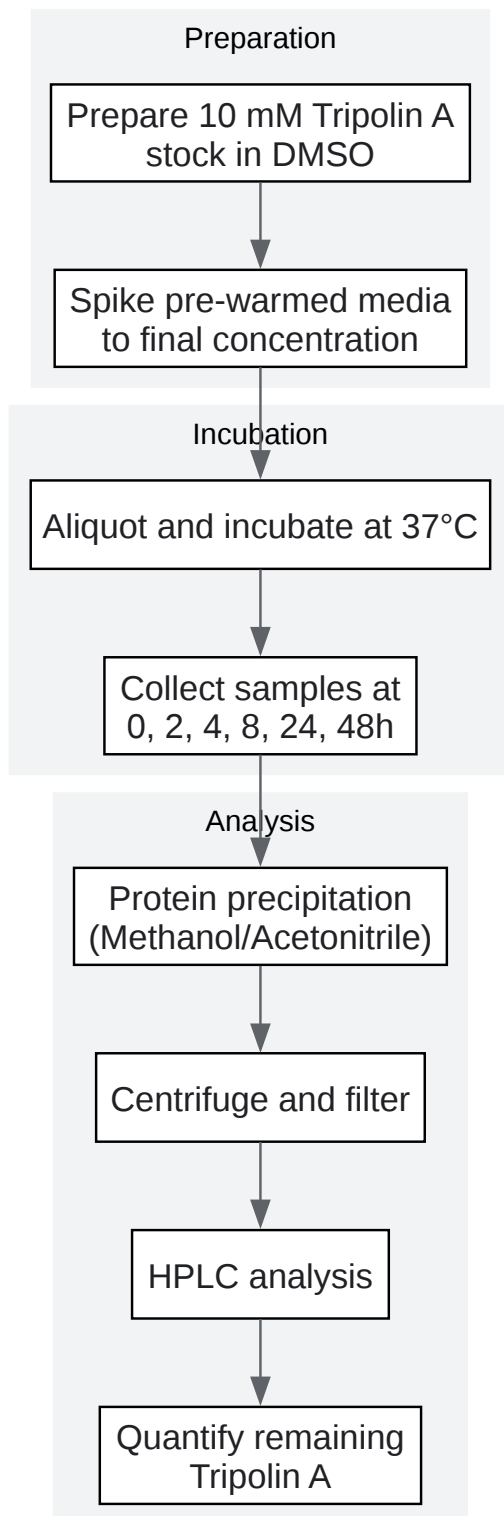 Preparation
Prepare 10 mM Tripolin A
stock in DMSO
Spike pre-warmed media
to final concentration
Incubation
Aliquot and incubate at 37°C
Collect samples at
0, 2, 4, 8, 24, 48h
Analysis
Protein precipitation
(Methanol/Acetonitrile)
Centrifuge and filter
HPLC analysis
Quantify remaining
Tripolin A